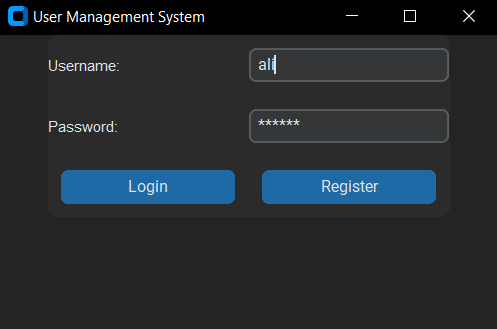 User Management System
Username: ali
Password: ******
Login Register